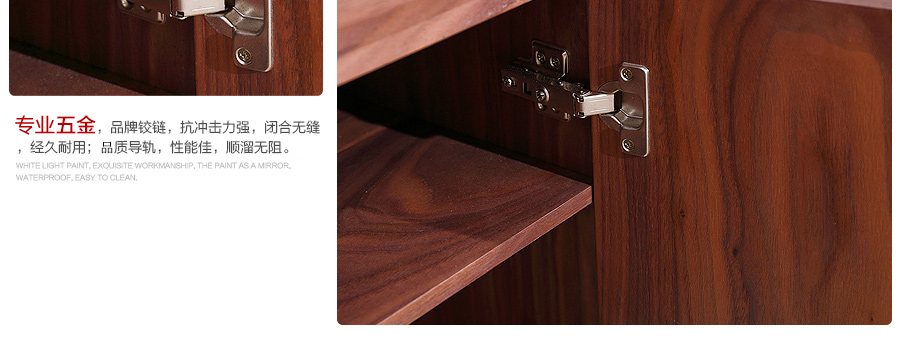 专业五金，品牌铰链，抗冲击力强，闭合无缝
，经久耐用；品质导轨，性能佳，顺溜无阻。
WHITE LIGHT PAINT, EXQUISITE WORKMANSHIP, THE PAINT AS A MIRROR,
WATERPROOF, EASY TO CLEAN.